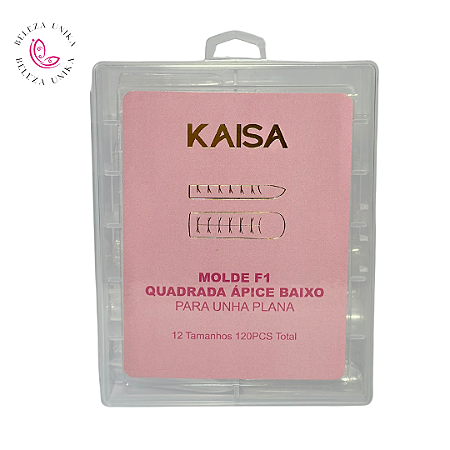 BELEZA UNIKA
BELEZA UNIKA
KAISA
MOLDE F1
QUADRADA ÁPICE BAIXO
PARA UNHA PLANA
12 Tamanhos 120PCS Total